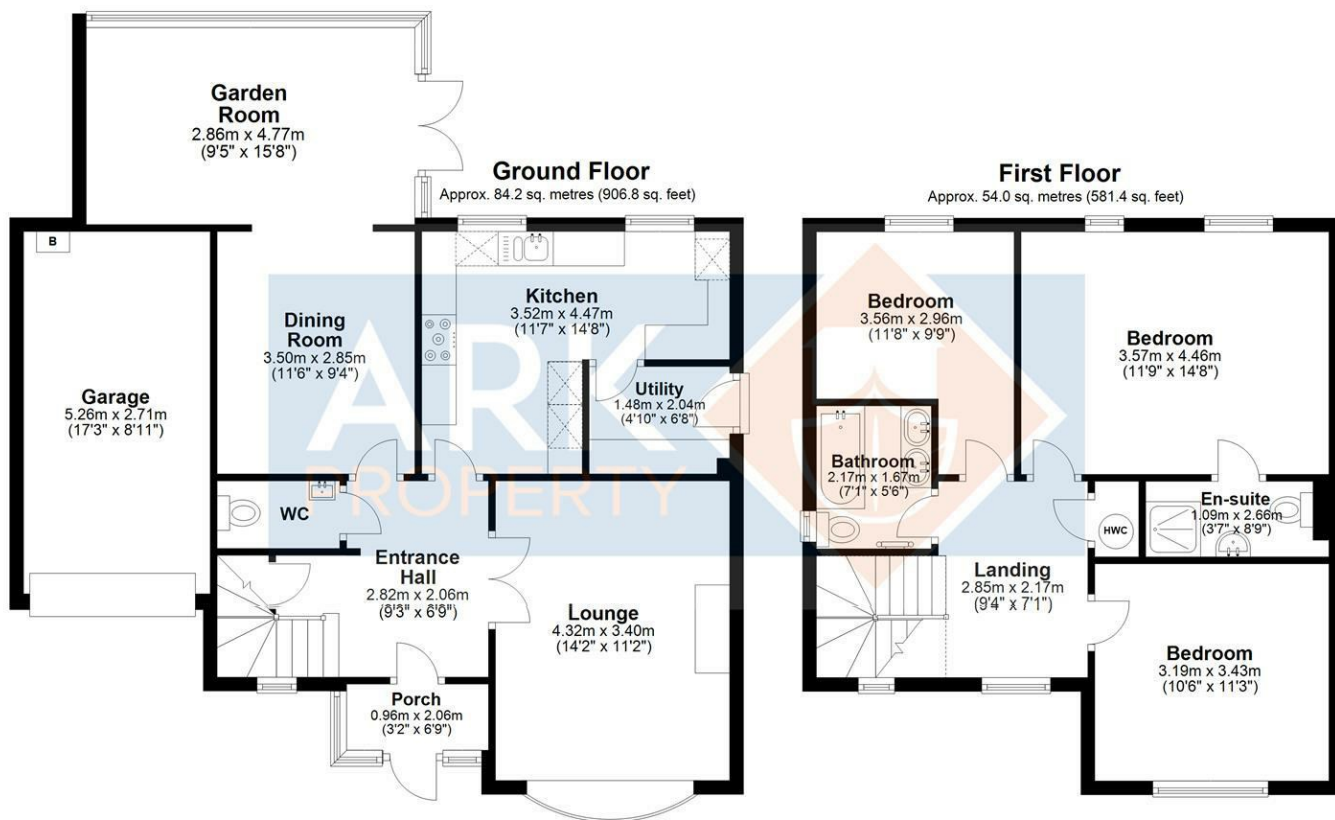 Garden
Room
2.86m x 4.77m
(9'5" x 15'8")
Ground Floor
Approx. 84.2 sq. metres (906.8 sq. feet)
B
Kitchen
3.52m x 4.47m
(11'7" x 14'8")
Dining
Room
3.50m x 2.85m
(11'6" x 9'4")
Garage
5.26m x 2.71m
(17'3" x 8'11")
Utility
1.48m x 2.04m
(4'10" x 6'8")
WC
Entrance
Hall
2.82m x 2.06m
(9'3" x 6'9")
Lounge
4.32m x 3.40m
(14'2" x 11'2")
Porch
0.96m x 2.06m
(3'2" x 6'9")
First Floor
Approx. 54.0 sq. metres (581.4 sq. feet)
Bedroom
3.56m x 2.96m
(11'8" x 9'9")
Bedroom
3.57m x 4.46m
(11'9" x 14'8")
Bathroom
2.17m x 1.67m
(7'1" x 5'6")
En-suite
1.09m x 2.66m
(3'7" x 8'9")
HWC
Landing
2.85m x 2.17m
(9'4" x 7'1")
Bedroom
3.19m x 3.43m
(10'6" x 11'3")
ARK
PROPERTY